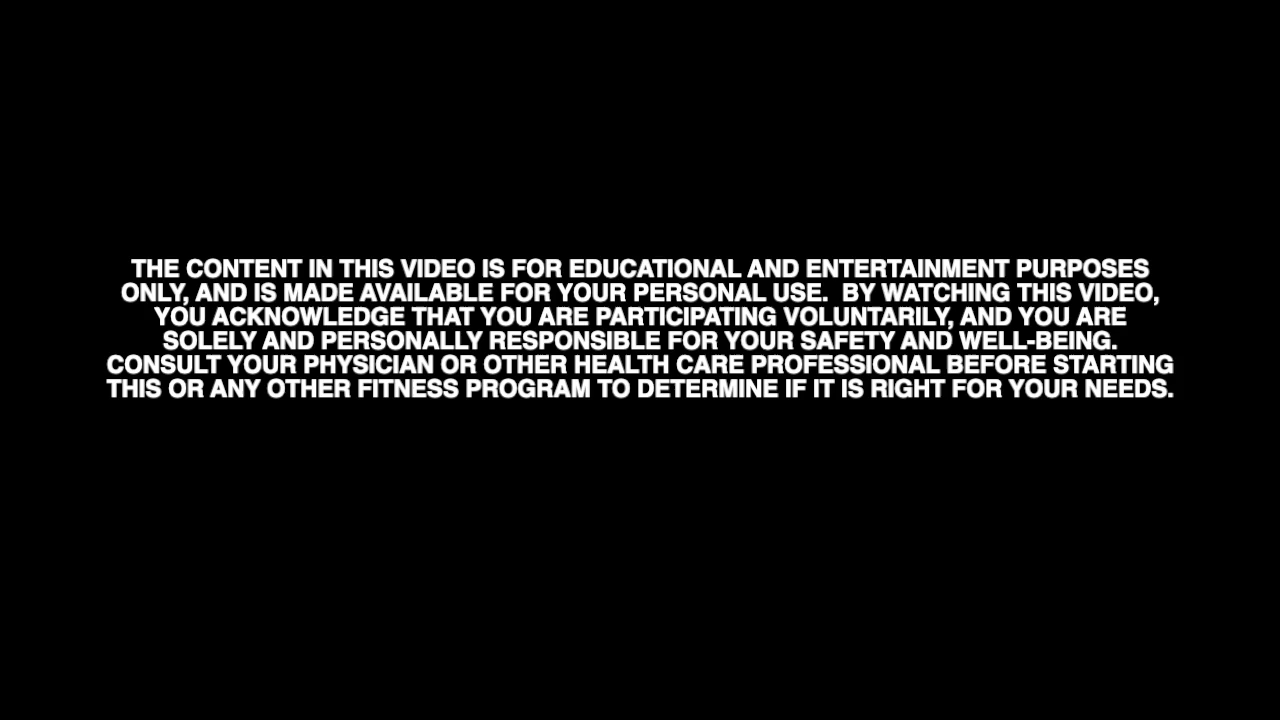 THE CONTENT IN THIS VIDEO IS FOR EDUCATIONAL AND ENTERTAINMENT PURPOSES
ONLY, AND IS MADE AVAILABLE FOR YOUR PERSONAL USE.  BY WATCHING THIS VIDEO,
YOU ACKNOWLEDGE THAT YOU ARE PARTICIPATING VOLUNTARILY, AND YOU ARE
SOLELY AND PERSONALLY RESPONSIBLE FOR YOUR SAFETY AND WELL-BEING.
CONSULT YOUR PHYSICIAN OR OTHER HEALTH CARE PROFESSIONAL BEFORE STARTING
THIS OR ANY OTHER FITNESS PROGRAM TO DETERMINE IF IT IS RIGHT FOR YOUR NEEDS.